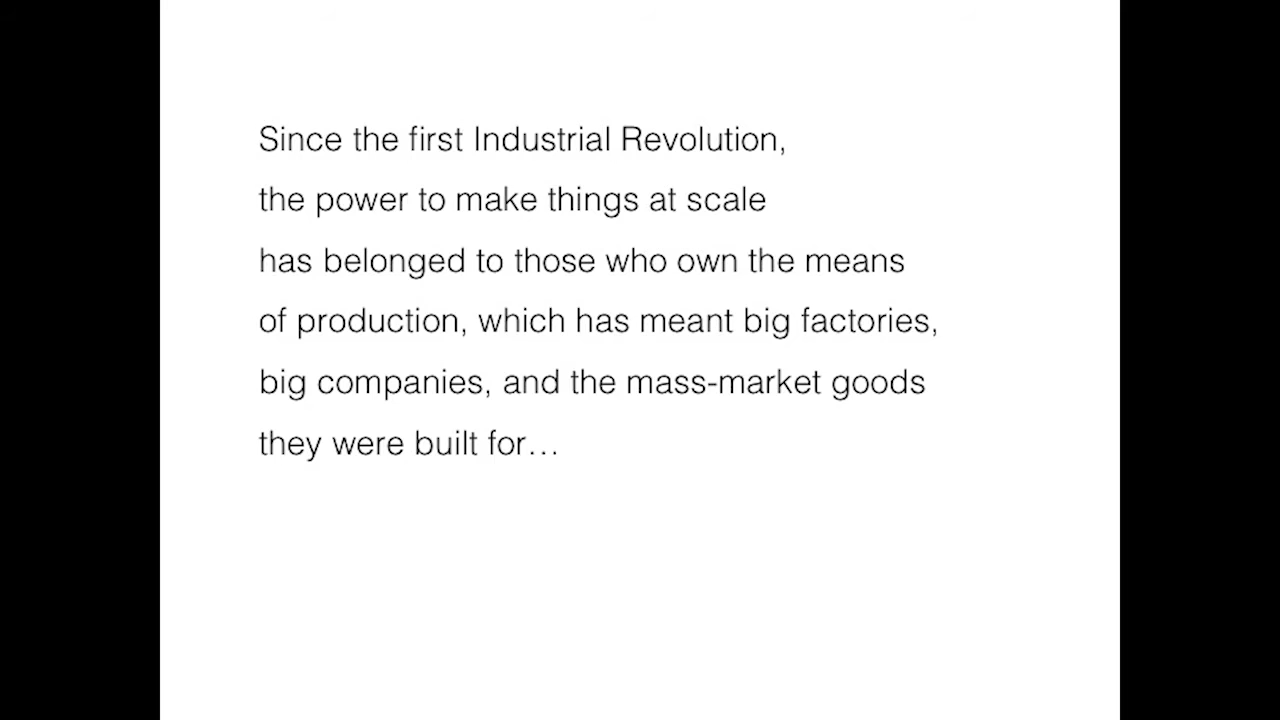 Since the first Industrial Revolution,
the power to make things at scale
has belonged to those who own the means
of production, which has meant big factories,
big companies, and the mass-market goods
they were built for…